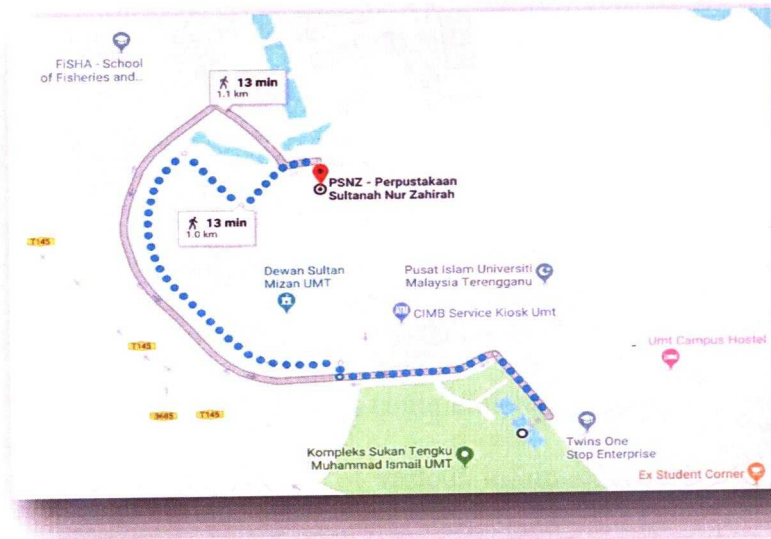 FiSHA - School
of Fisheries and..
13 min
1.1 km
PSNZ - Perpustakaan
Sultanah Nur Zahirah
13 min
1.0 km
T145
Dewan Sultan
Mizan UMT
Pusat Islam Universiti
Malaysia Terengganu
ATM
CIMB Service Kiosk Umt
T145
Umt Campus Hostel
3685
T145
Twins One
Stop Enterprise
Kompleks Sukan Tengku
Muhammad Ismail UMT
Ex Student Corner